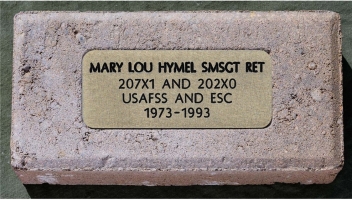 MARY LOU HYMEL SMSGT RET
207X1 AND 202X0
USAFSS AND ESC
1973-1993